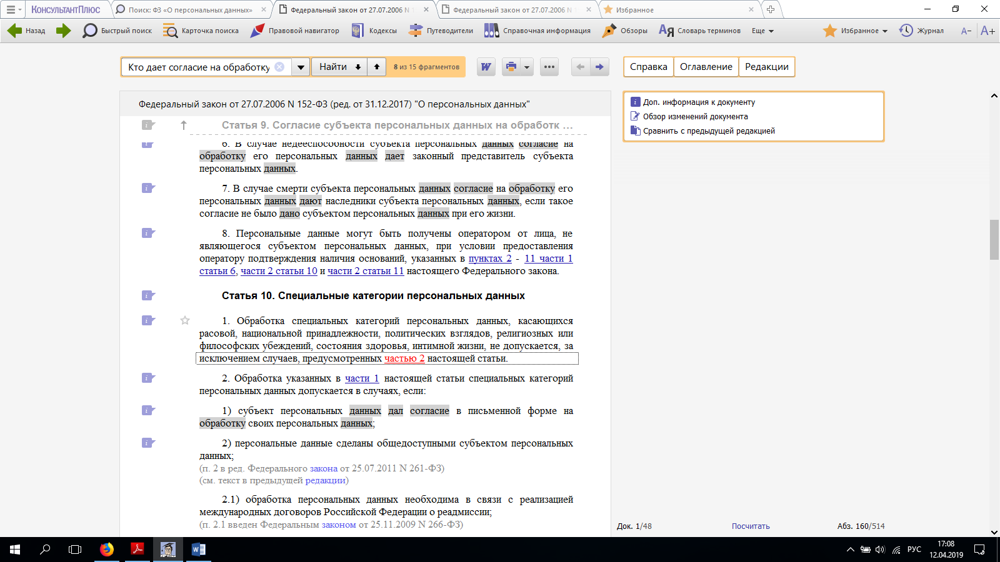 КонсультантПлюс
Поиск: ФЗ «О персональных данных»
Федеральный закон от 27.07.2006 N 1
Федеральный закон от 27.07.2006 N
Избранное
Назад
Быстрый поиск
Карточка поиска
Правовой навигатор
Кодексы
Путеводители
Справочная информация
Обзоры
Словарь терминов
Еще
Избранное
Журнал
А−
А+
Кто дает согласие на обработку
Найти
8 из 15 фрагментов
Справка
Оглавление
Редакции
Федеральный закон от 27.07.2006 N 152-ФЗ (ред. от 31.12.2017) "О персональных данных"
Доп. информация к документу
Обзор изменений документа
Сравнить с предыдущей редакцией
Статья 9. Согласие субъекта персональных данных на обработк ...
6. В случае недееспособности субъекта персональных данных согласие на
обработку его персональных данных дает законный представитель субъекта
персональных данных.
7. В случае смерти субъекта персональных данных согласие на обработку его
персональных данных дают наследники субъекта персональных данных, если такое
согласие не было дано субъектом персональных данных при его жизни.
8. Персональные данные могут быть получены оператором от лица, не
являющегося субъектом персональных данных, при условии предоставления
оператору подтверждения наличия оснований, указанных в пунктах 2 - 11 части 1
статьи 6, части 2 статьи 10 и части 2 статьи 11 настоящего Федерального закона.
Статья 10. Специальные категории персональных данных
1. Обработка специальных категорий персональных данных, касающихся
расовой, национальной принадлежности, политических взглядов, религиозных или
философских убеждений, состояния здоровья, интимной жизни, не допускается, за
исключением случаев, предусмотренных частью 2 настоящей статьи.
2. Обработка указанных в части 1 настоящей статьи специальных категорий
персональных данных допускается в случаях, если:
1) субъект персональных данных дал согласие в письменной форме на
обработку своих персональных данных;
2) персональные данные сделаны общедоступными субъектом персональных
данных;
(п. 2 в ред. Федерального закона от 25.07.2011 N 261-ФЗ)
(см. текст в предыдущей редакции)
2.1) обработка персональных данных необходима в связи с реализацией
международных договоров Российской Федерации о реадмиссии;
(п. 2.1 введен Федеральным законом от 25.11.2009 N 266-ФЗ)
Док. 1/48
Посчитать
Абз. 160/514
РУС
17:08
12.04.2019